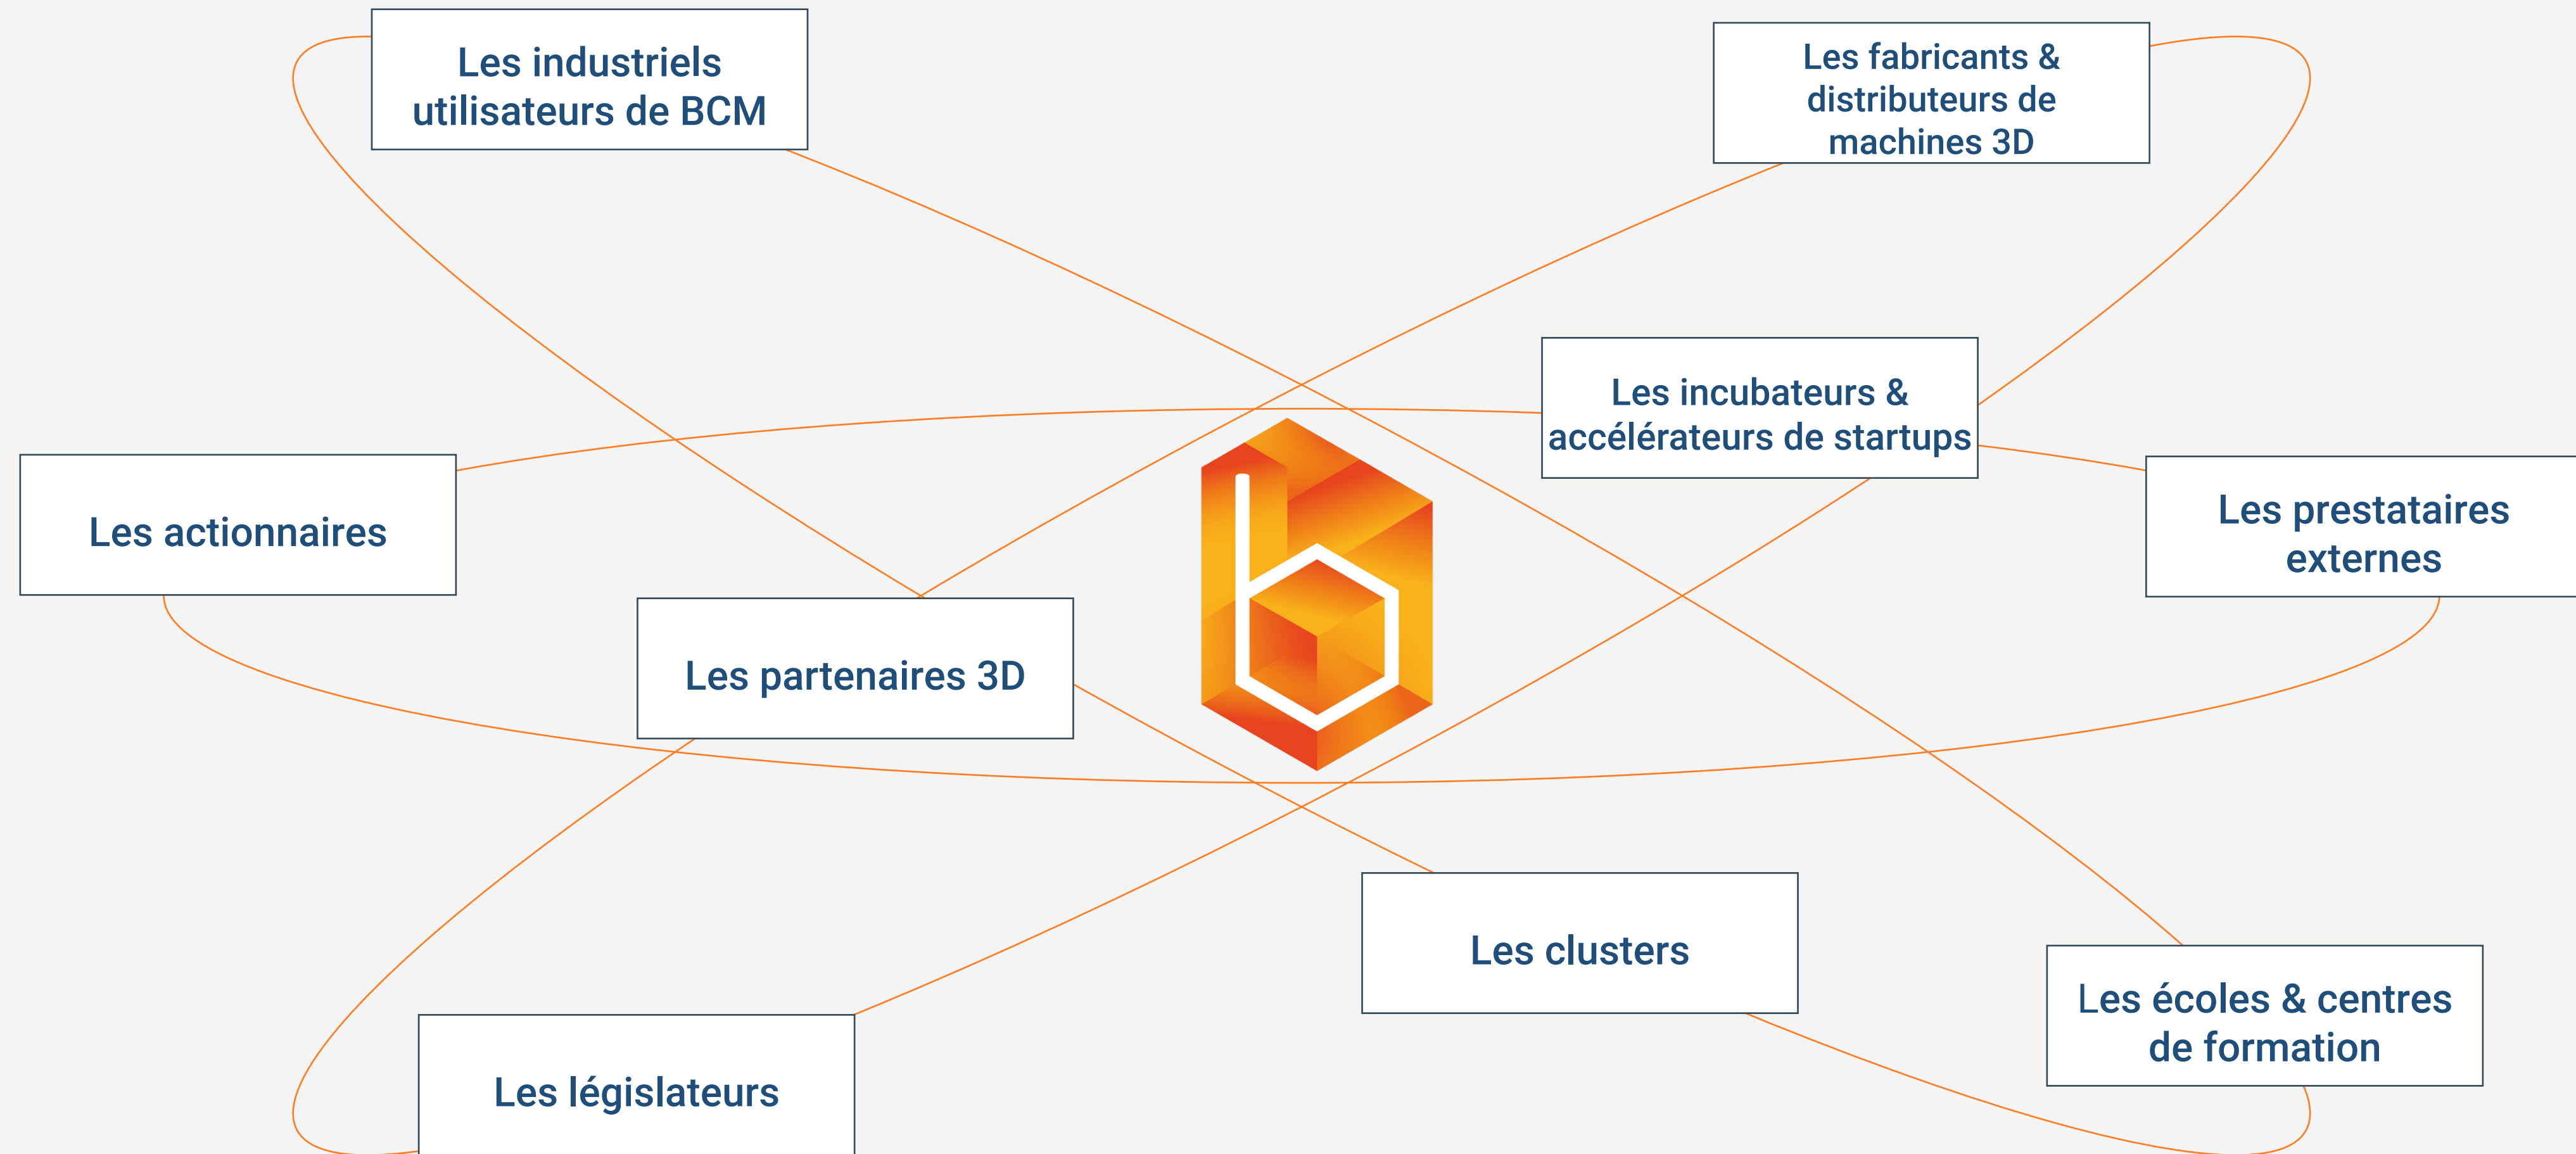 Les industriels
utilisateurs de BCM
Les fabricants &
distributeurs de
machines 3D
Les incubateurs &
accélérateurs de startups
Les actionnaires
Les prestataires
externes
Les partenaires 3D
Les clusters
Les écoles & centres
de formation
Les législateurs